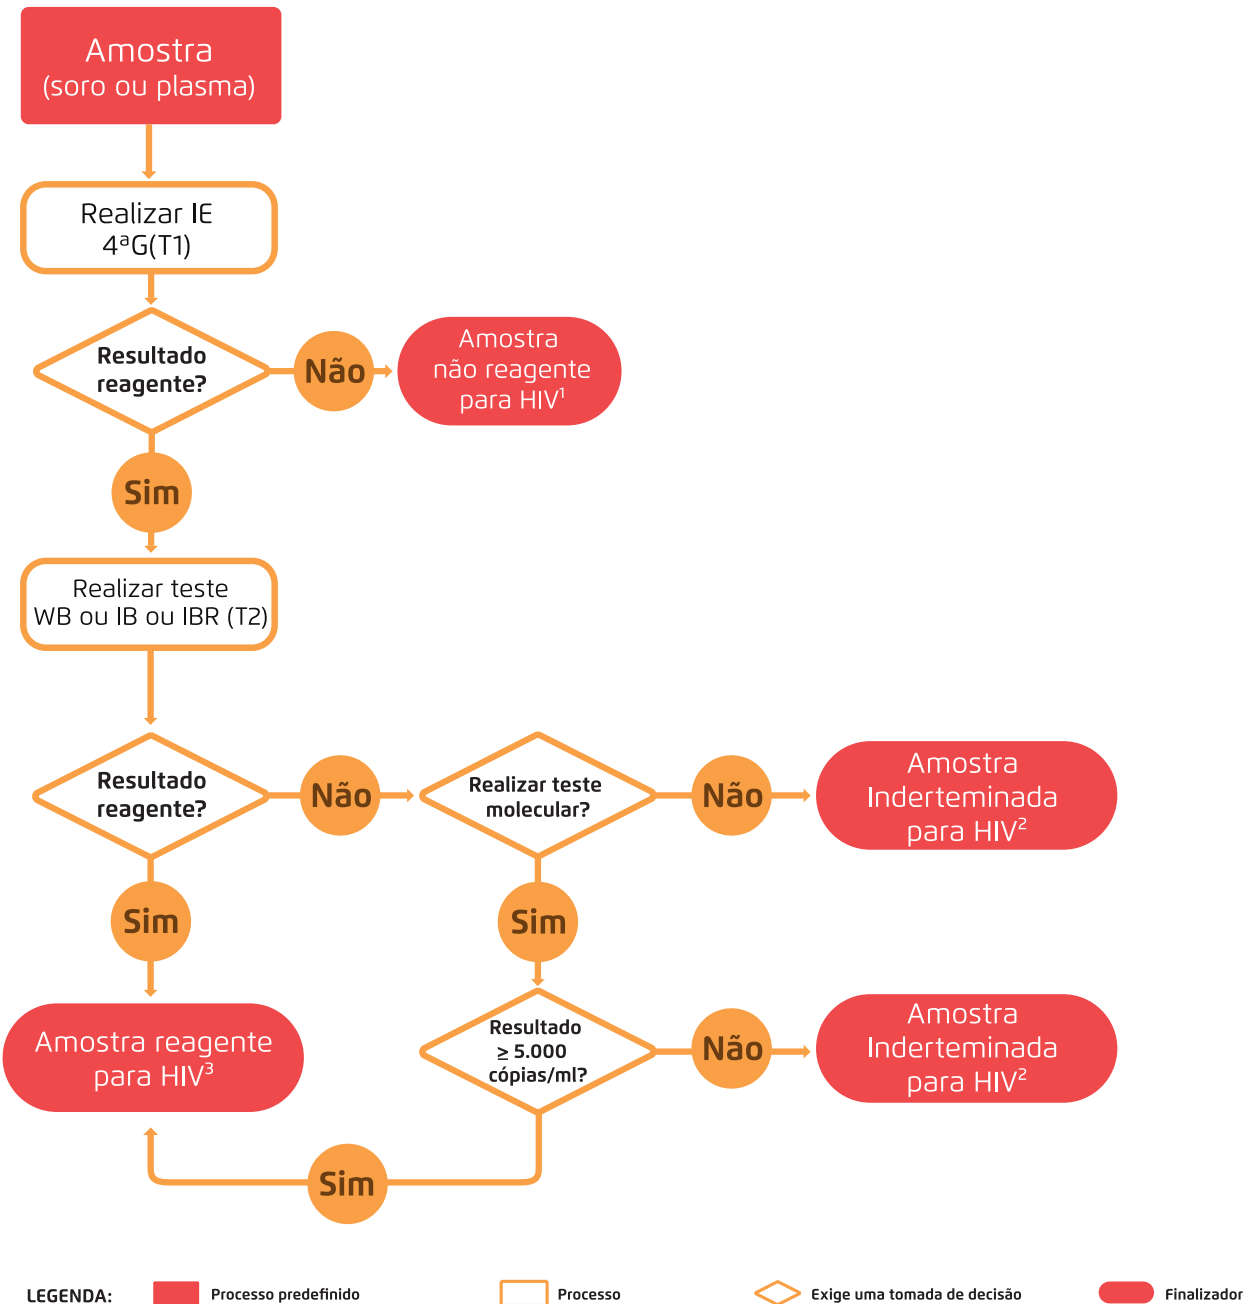 Amostra
(soro ou plasma)
Realizar IE
4ªG(T1)
Resultado
reagente?
Não
Amostra
não reagente
para HIV¹
Sim
Realizar teste
WB ou IB ou IBR (T2)
Resultado
reagente?
Não
Realizar teste
molecular?
Não
Amostra
Inderteminada
para HIV²
Sim
Sim
Amostra reagente
para HIV³
Resultado
≥ 5.000
cópias/ml?
Não
Amostra
Inderteminada
para HIV²
Sim
LEGENDA: Processo predefinido Processo Exige uma tomada de decisão Finalizador